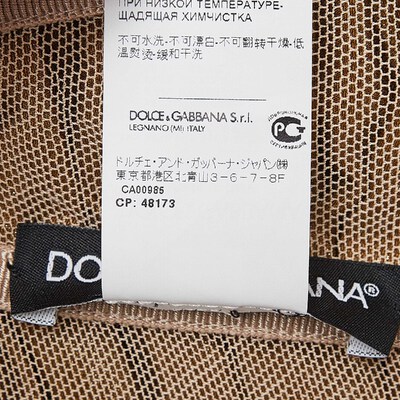 ПРИ НИЗКОЙ ТЕМПЕРАТУРЕ-
ЩАДЯЩАЯ ХИМЧИСТКА
不可水洗-不可漂白-不可翻转干燥-低
温熨烫-缓和干洗
DOLCE&GABBANA S.r.l.
LEGNANO (MI) ITALY
PG
ドルチェ・アンド・ガッバーナ・ジャパン㈱
東京都港区北青山3-6-7-8F
CA00985
CP: 48173
DO BANA®